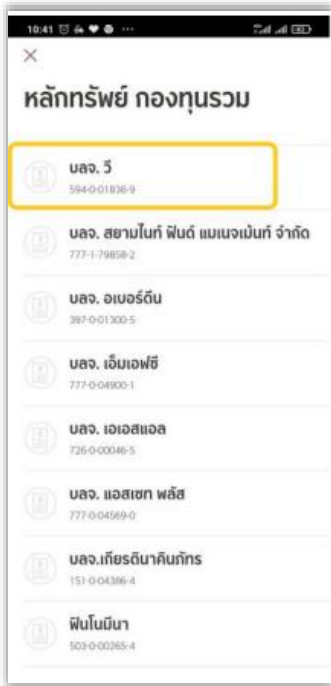 10:41
หลักทรัพย์ กองทุนรวม
บลจ. วี
594-0-01836-9
บลจ. สยามไนท์ ฟันด์ แมเนจเม้นท์ จำกัด
777-1-79858-2
บลจ. อเบอร์ดีน
397-0-01300-5
บลจ. เอ็มเอฟซี
777-0-04900-1
บลจ. เอเอสแอล
726-0-00046-5
บลจ. แอสเซท พลัส
777-0-04569-0
บลจ.เกียรตินาคินภัทร
151-0-04386-4
ฟินโนมีนา
503-0-00265-4